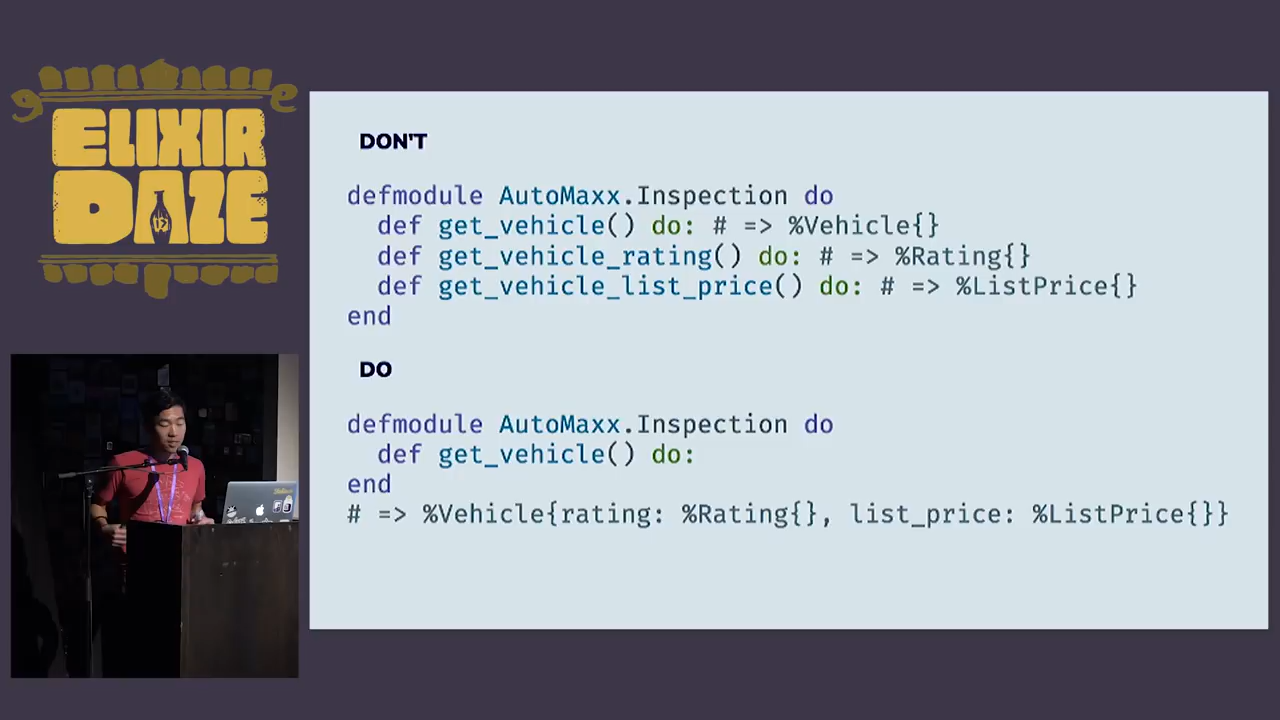 ELIXIR
DAZE
DON'T
defmodule AutoMaxx.Inspection do
  def get_vehicle() do: # => %Vehicle{}
  def get_vehicle_rating() do: # => %Rating{}
  def get_vehicle_list_price() do: # => %ListPrice{}
end
DO
defmodule AutoMaxx.Inspection do
  def get_vehicle() do:
end
# => %Vehicle{rating: %Rating{}, list_price: %ListPrice{}}